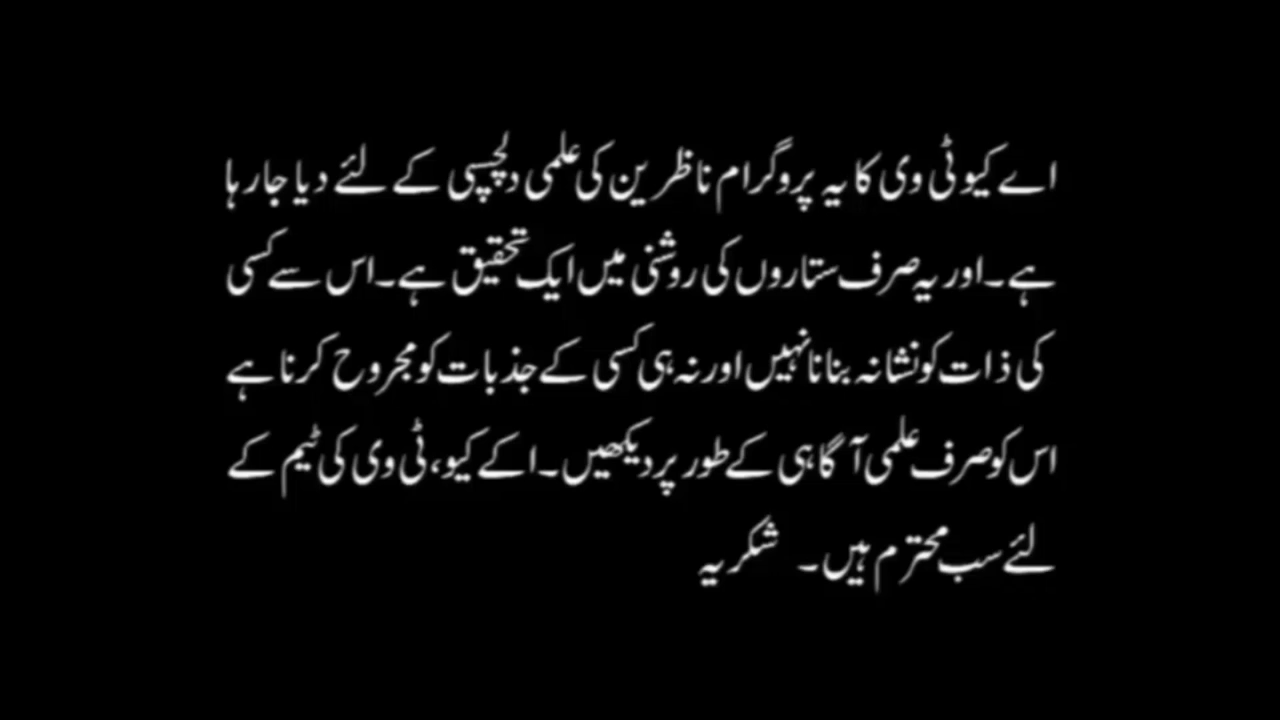 اے کیو ٹی وی کا یہ پروگرام ناظرین کی علمی دلچسپی کے لئے دیا جا رہا
ہے۔ اور یہ صرف ستاروں کی روشنی میں ایک تحقیق ہے۔ اس سے کسی
کی ذات کو نشانہ بنانا نہیں اور نہ ہی کسی کے جذبات کو مجروح کرنا ہے
اس کو صرف علمی آگاہی کے طور پر دیکھیں۔ اکے کیو، ٹی وی کی ٹیم کے
لئے سب محترم ہیں۔ شکریہ